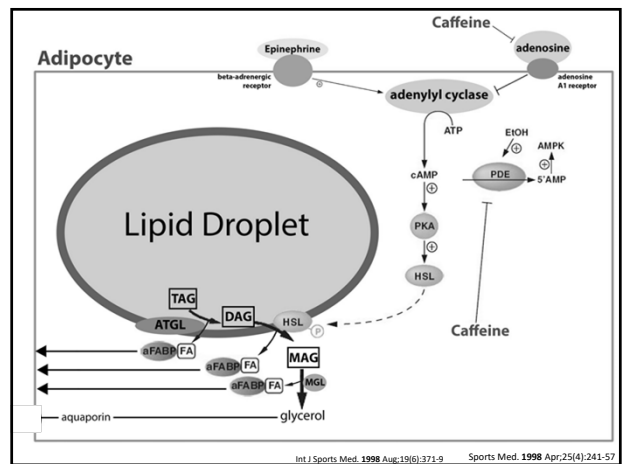 Caffeine
Epinephrine
adenosine
Adipocyte
beta-adrenergic
receptor
adenosine
A1 receptor
adenylyl cyclase
ATP
EtOH
AMPK
cAMP
PDE
5'AMP
PKA
HSL
Lipid Droplet
TAG
DAG
HSL
P
ATGL
Caffeine
aFABP FA
MAG
aFABP FA
aFABP FA
MGL
aquaporin
glycerol
Int J Sports Med. 1998 Aug;19(6):371-9
Sports Med. 1998 Apr;25(4):241-57